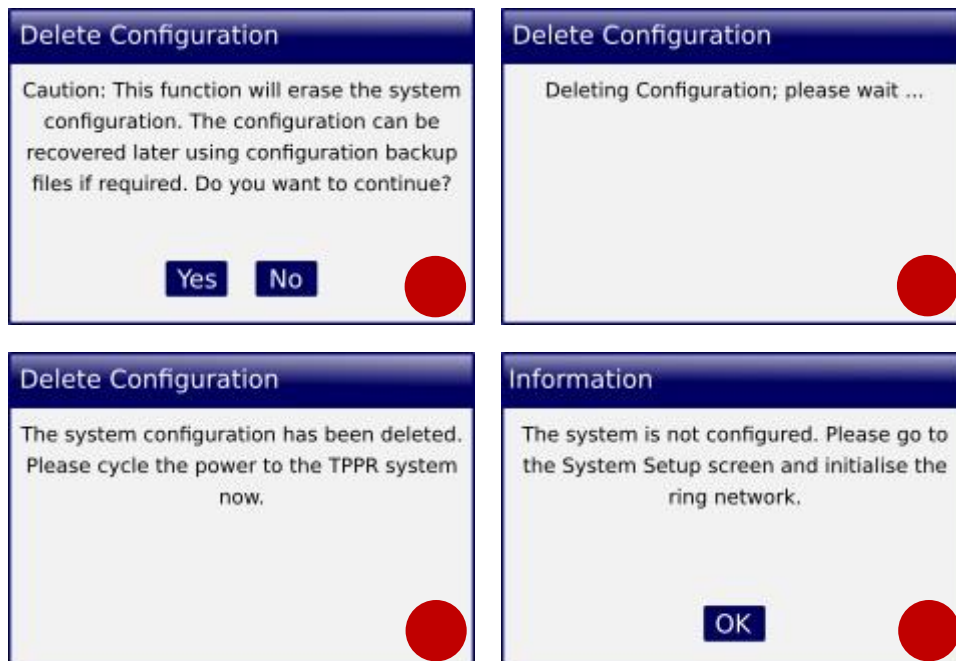 Delete Configuration
Caution: This function will erase the system
configuration. The configuration can be
recovered later using configuration backup
files if required. Do you want to continue?
Yes No
Delete Configuration
Deleting Configuration; please wait ...
Delete Configuration
The system configuration has been deleted.
Please cycle the power to the TPPR system
now.
Information
The system is not configured. Please go to
the System Setup screen and initialise the
ring network.
OK